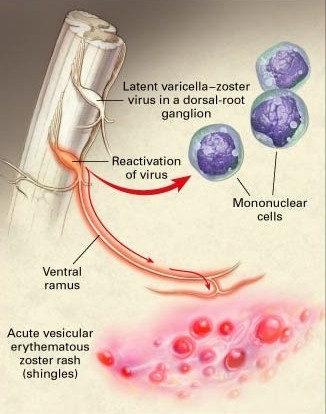 Latent varicella–zoster
virus in a dorsal-root
ganglion
Reactivation
of virus
Mononuclear
cells
Ventral
ramus
Acute vesicular
erythematous
zoster rash
(shingles)